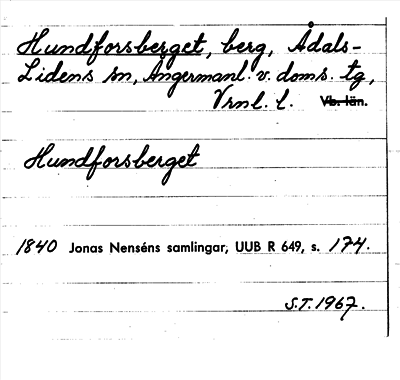 Hundforsberget, berg, Ådals-
Lidens sn, Ångermanl. v. doms. tg,
Vrnl. l. Vb. län.
Hundforsberget
1840 Jonas Nenséns samlingar, UUB R 649, s. 174.
S.T. 1967.